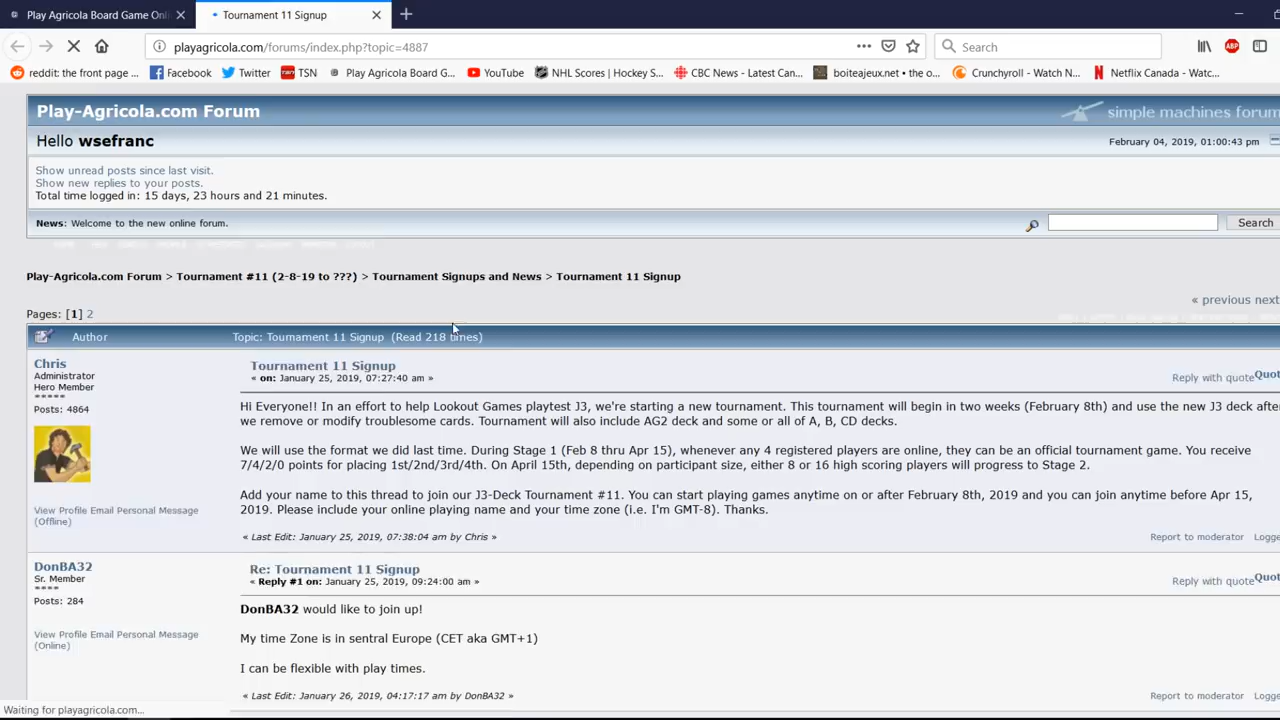 Play Agricola Board Game Onli
Tournament 11 Signup
playagricola.com/forums/index.php?topic=4887
Search
reddit: the front page ...
Facebook
Twitter
TSN
Play Agricola Board G...
YouTube
NHL Scores | Hockey S...
CBC News - Latest Can...
boiteajeux.net • the o...
Crunchyroll - Watch N...
Netflix Canada - Watc...
ABP
Play-Agricola.com Forum
simple machines forum
Hello wsefranc
February 04, 2019, 01:00:43 pm
Show unread posts since last visit.
Show new replies to your posts.
Total time logged in: 15 days, 23 hours and 21 minutes.
News: Welcome to the new online forum.
Search
Play-Agricola.com Forum > Tournament #11 (2-8-19 to ???) > Tournament Signups and News > Tournament 11 Signup
« previous next
Pages: [1] 2
Author
Topic: Tournament 11 Signup (Read 218 times)
Chris
Administrator
Hero Member
*****
Posts: 4864
View Profile Email Personal Message
(Offline)
Tournament 11 Signup
« on: January 25, 2019, 07:27:40 am »
Reply with quote Quot
Hi Everyone!! In an effort to help Lookout Games playtest J3, we're starting a new tournament. This tournament will begin in two weeks (February 8th) and use the new J3 deck after
we remove or modify troublesome cards. Tournament will also include AG2 deck and some or all of A, B, CD decks.
We will use the format we did last time. During Stage 1 (Feb 8 thru Apr 15), whenever any 4 registered players are online, they can be an official tournament game. You receive
7/4/2/0 points for placing 1st/2nd/3rd/4th. On April 15th, depending on participant size, either 8 or 16 high scoring players will progress to Stage 2.
Add your name to this thread to join our J3-Deck Tournament #11. You can start playing games anytime on or after February 8th, 2019 and you can join anytime before Apr 15,
2019. Please include your online playing name and your time zone (i.e. I'm GMT-8). Thanks.
« Last Edit: January 25, 2019, 07:38:04 am by Chris »
Report to moderator Logge
DonBA32
Sr. Member
****
Posts: 284
View Profile Email Personal Message
(Online)
Re: Tournament 11 Signup
« Reply #1 on: January 25, 2019, 09:24:00 am »
Reply with quote Quot
DonBA32 would like to join up!
My time Zone is in sentral Europe (CET aka GMT+1)
I can be flexible with play times.
« Last Edit: January 26, 2019, 04:17:17 am by DonBA32 »
Report to moderator Logge
Waiting for playagricola.com...